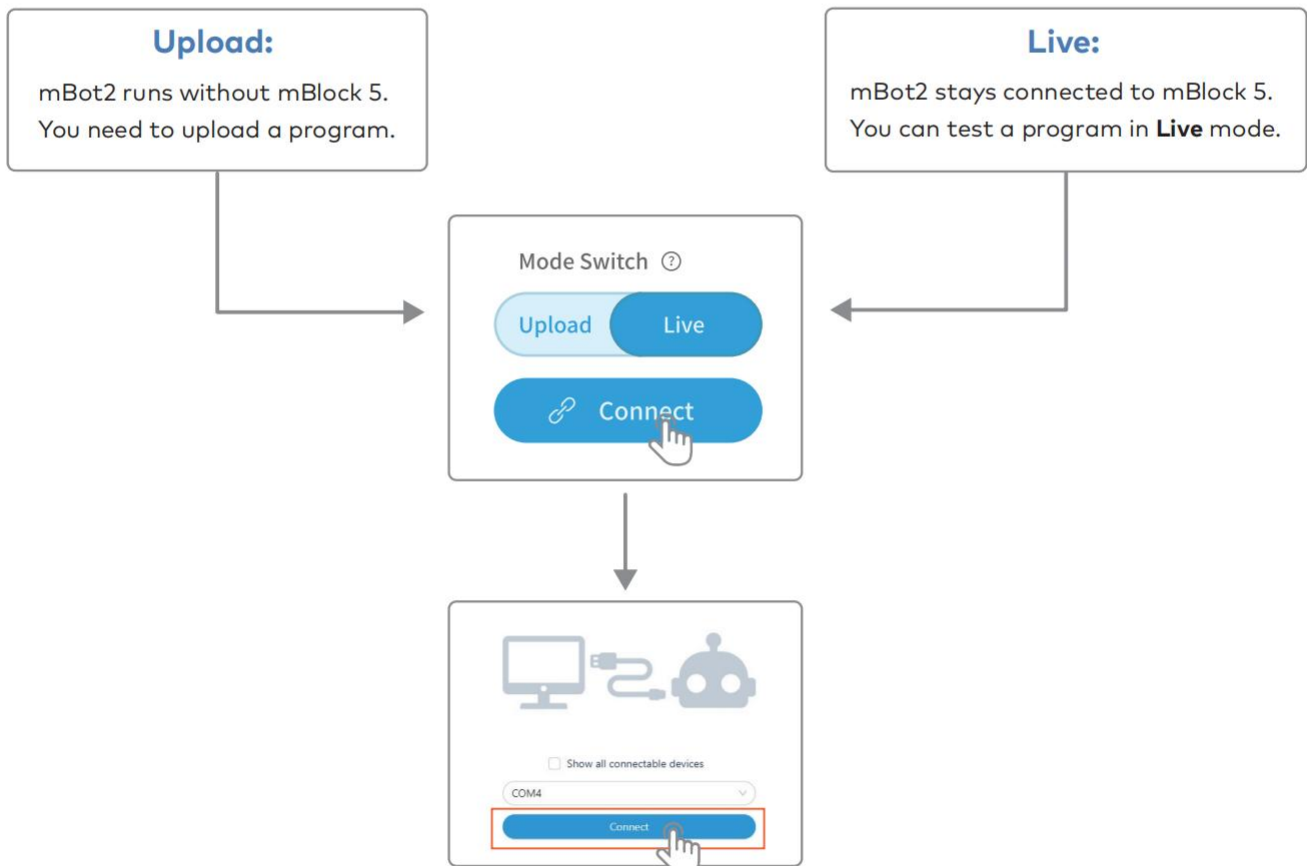 Upload:
mBot2 runs without mBlock 5.
You need to upload a program.
Live:
mBot2 stays connected to mBlock 5.
You can test a program in Live mode.
Mode Switch ?
Upload Live
Connect
Show all connectable devices
COM4
Connect